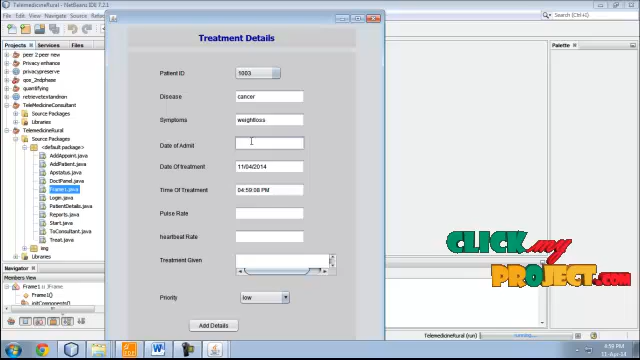 TelemedicineRural - NetBeans IDE 7.2.1
File Edit View
Projects
Services
Files
peer 2 peer new
Privacy enhance
privacypreserve
qos_2ndphase
quantifying
retrievetextandnon
TeleMedicineConsultant
Source Packages
Libraries
TelemedicineRural
Source Packages
<default package>
AddAppoint.java
AddPatient.java
Apstatus.java
DoctPanel.java
Frame1.java
Login.java
PatientDetails.java
Reports.java
Start.java
ToConsultant.java
Treat.java
img
Libraries
Navigator
Members View
Frame1 :: JFrame
Frame1()
initComponents()
Treatment Details
Patient ID
1003
Disease
cancer
Symptoms
weightloss
Date of Admit
Date Of treatment
11/04/2014
Time Of Treatment
04:59:08 PM
Pulse Rate
heartbeat Rate
Treatment Given
Priority
low
Add Details
Search (Ctrl+I)
Palette
CLICK my
PROJECT.com
TelemedicineRural (run)
running...
4:59 PM
11-Apr-14